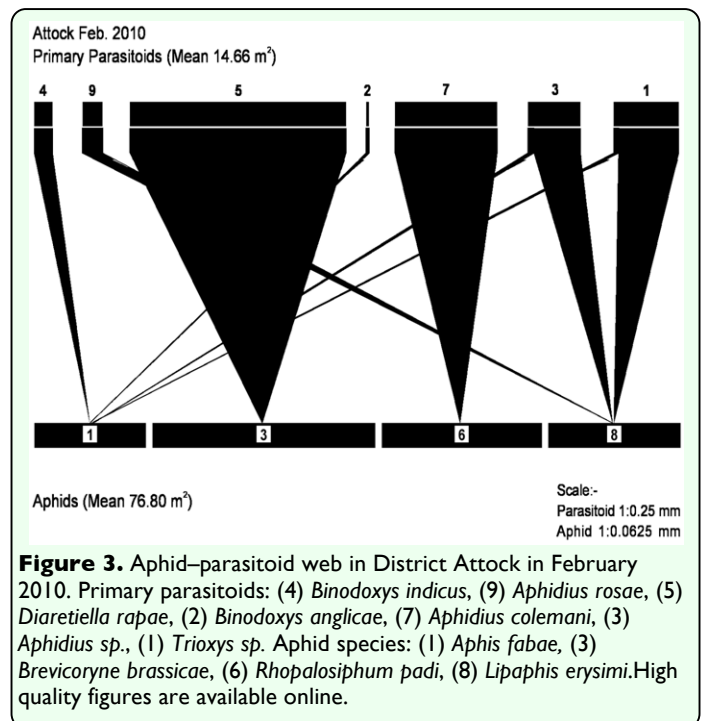 Attock Feb. 2010
Primary Parasitoids (Mean 14.66 m²)
4 9 5 2 7 3 1
1 3 6 8
Aphids (Mean 76.80 m²)
Scale:-
Parasitoid 1:0.25 mm
Aphid 1:0.0625 mm
Figure 3. Aphid–parasitoid web in District Attock in February
2010. Primary parasitoids: (4) Binodoxys indicus, (9) Aphidius rosae, (5)
Diaretiella rapae, (2) Binodoxys anglicae, (7) Aphidius colemani, (3)
Aphidius sp., (1) Trioxys sp. Aphid species: (1) Aphis fabae, (3)
Brevicoryne brassicae, (6) Rhopalosiphum padi, (8) Lipaphis erysimi.High
quality figures are available online.